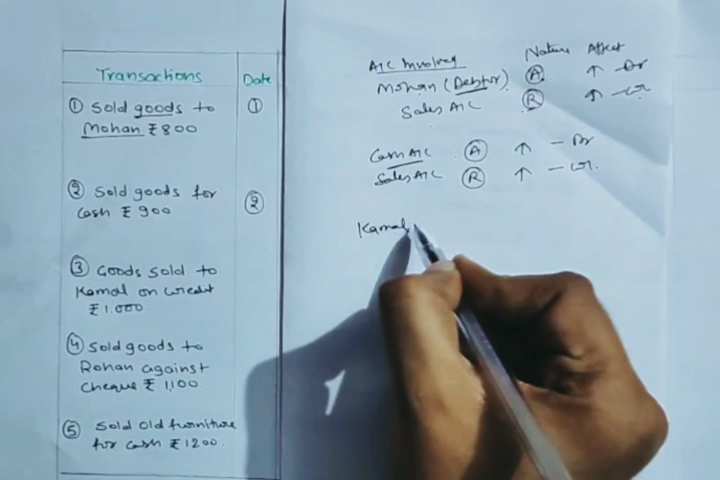 Transactions
Date
① Sold goods to
Mohan ₹800
①
② Sold goods for
Cash ₹900
②
③ Goods sold to
Kamal on credit
₹1,000
④ Sold goods to
Rohan against
Cheque ₹1,100
⑤ Sold old furniture
for cash ₹1200
A/C Involved Nature Affect
Mohan (Debtor) Ⓐ ↑ - Dr
Sales A/C Ⓡ ↑ - Cr.
Cash A/C Ⓐ ↑ - Dr
Sales A/C Ⓡ ↑ - Cr.
Kamal